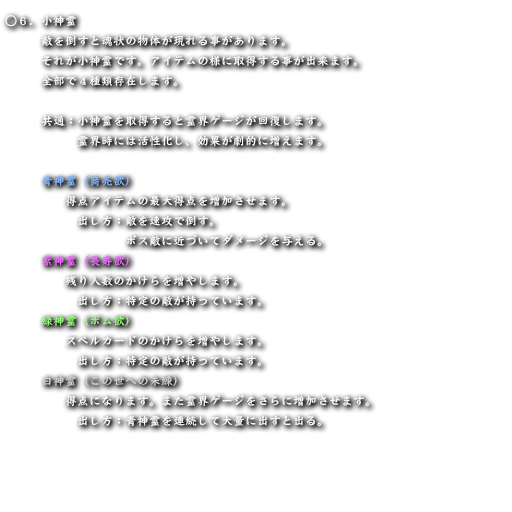 ○６．小神霊
敵を倒すと魂状の物体が現れる事があります。
それが小神霊です。アイテムの様に取得する事が出来ます。
全部で４種類存在します。
共通：小神霊を取得すると霊界ゲージが回復します。
霊界時には活性化し、効果が劇的に増えます。
青神霊（商売欲）
得点アイテムの最大得点を増加させます。
出し方：敵を速攻で倒す。
ボス敵に近づいてダメージを与える。
紫神霊（長寿欲）
残り人数のかけらを増やします。
出し方：特定の敵が持っています。
緑神霊（ボム欲）
スペルカードのかけらを増やします。
出し方：特定の敵が持っています。
白神霊（この世への未練）
得点になります。また霊界ゲージをさらに増加させます。
出し方：青神霊を連続して大量に出すと出る。